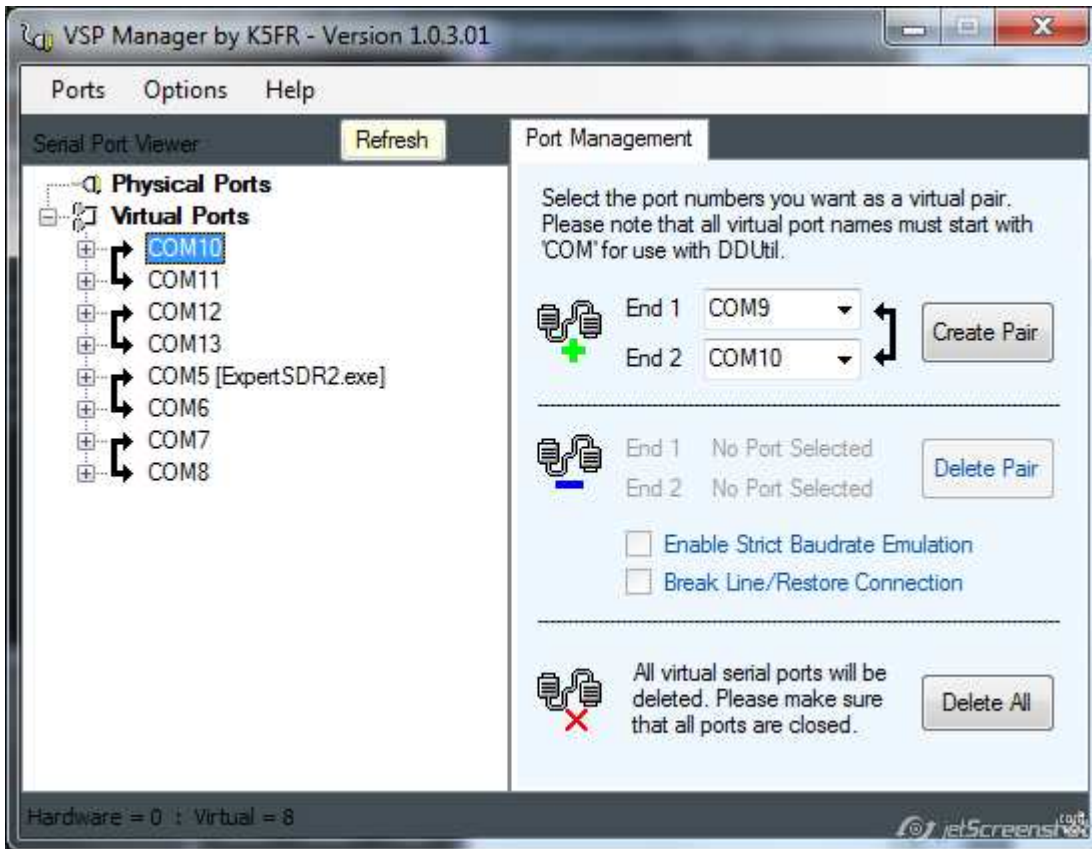 VSP Manager by K5FR - Version 1.0.3.01
Ports Options Help
Serial Port Viewer Refresh
Physical Ports
Virtual Ports
COM10
COM11
COM12
COM13
COM5 [ExpertSDR2.exe]
COM6
COM7
COM8
Port Management
Select the port numbers you want as a virtual pair.
Please note that all virtual port names must start with
'COM' for use with DDUtil.
End 1 COM9
End 2 COM10
Create Pair
End 1 No Port Selected
End 2 No Port Selected
Delete Pair
Enable Strict Baudrate Emulation
Break Line/Restore Connection
All virtual serial ports will be
deleted. Please make sure
that all ports are closed.
Delete All
Hardware = 0 : Virtual = 8